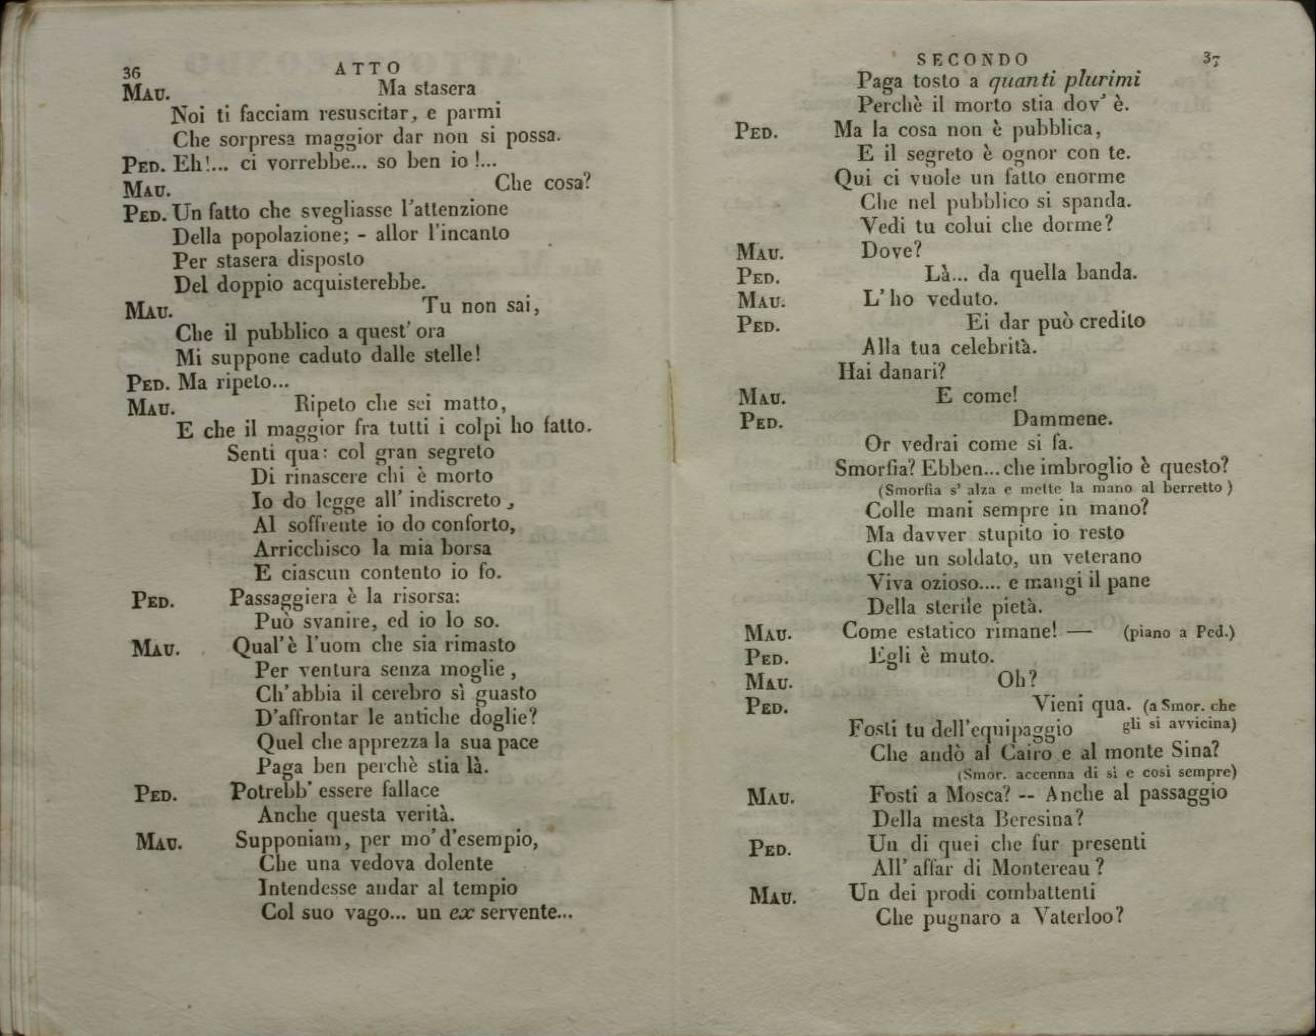 36 ATTO
MAU. Ma stasera
Noi ti facciam resuscitar, e parmi
Che sorpresa maggior dar non si possa.
PED. Eh!... ci vorrebbe... so ben io !...
MAU. Che cosa?
PED. Un fatto che svegliasse l'attenzione
Della popolazione; - allor l'incanto
Per stasera disposto
Del doppio acquisterebbe.
MAU. Tu non sai,
Che il pubblico a quest' ora
Mi suppone caduto dalle stelle!
PED. Ma ripeto...
MAU. Ripeto che sei matto,
E che il maggior fra tutti i colpi ho fatto.
Senti qua: col gran segreto
Di rinascere chi è morto
Io do legge all' indiscreto,
Al soffrente io do conforto,
Arricchisco la mia borsa
E ciascun contento io fo.
PED. Passaggiera è la risorsa:
Può svanire, ed io lo so.
MAU. Qual'è l'uom che sia rimasto
Per ventura senza moglie,
Ch'abbia il cerebro sì guasto
D'affrontar le antiche doglie?
Quel che apprezza la sua pace
Paga ben perchè stia là.
PED. Potrebb' essere fallace
Anche questa verità.
MAU. Supponiam, per mo' d'esempio,
Che una vedova dolente
Intendesse andar al tempio
Col suo vago... un ex servente...
SECONDO 37
Paga tosto a quanti plurimi
Perchè il morto stia dov' è.
PED. Ma la cosa non è pubblica,
E il segreto è ognor con te.
Qui ci vuole un fatto enorme
Che nel pubblico si spanda.
Vedi tu colui che dorme?
MAU. Dove?
PED. Là... da quella banda.
MAU. L' ho veduto.
PED. Ei dar può credito
Alla tua celebrità.
Hai danari?
MAU. E come!
PED. Dammene.
Or vedrai come si fa.
Smorfia? Ebben... che imbroglio è questo?
(Smorfia s' alza e mette la mano al berretto)
Colle mani sempre in mano?
Ma davver stupito io resto
Che un soldato, un veterano
Viva ozioso.... e mangi il pane
Della sterile pietà.
MAU. Come estatico rimane! — (piano a Ped.)
PED. Egli è muto.
MAU. Oh?
PED. Vieni qua. (a Smor. che
gli si avvicina)
Fosti tu dell'equipaggio
Che andò al Cairo e al monte Sina?
(Smor. accenna di sì e così sempre)
MAU. Fosti a Mosca? -- Anche al passaggio
Della mesta Beresina?
PED. Un di quei che fur presenti
All' affar di Montereau?
MAU. Un dei prodi combattenti
Che pugnaro a Vaterloo?